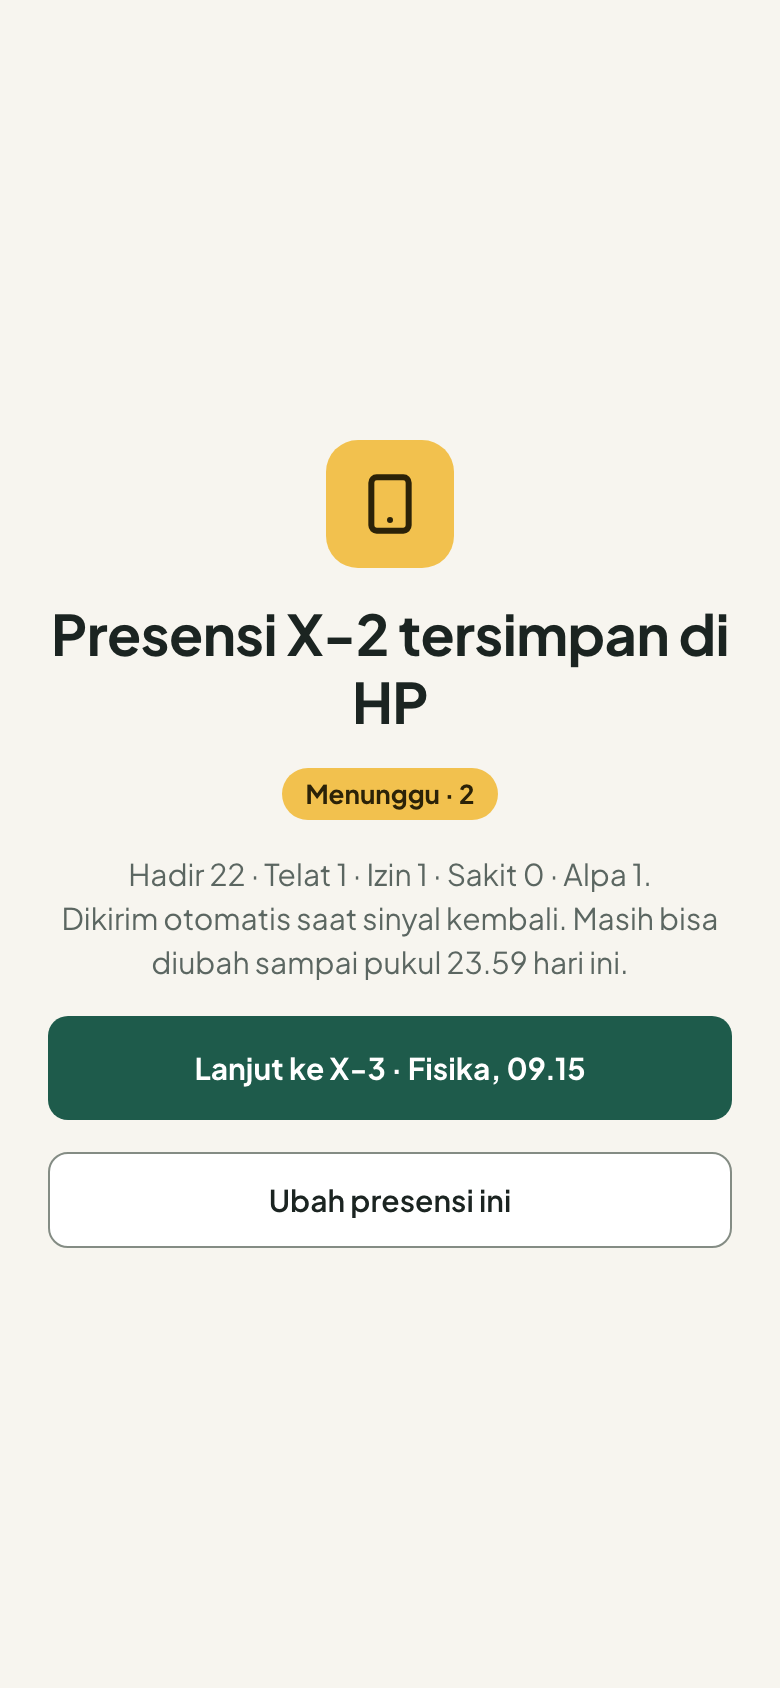 Presensi X-2 tersimpan di
HP
Menunggu · 2
Hadir 22 · Telat 1 · Izin 1 · Sakit 0 · Alpa 1.
Dikirim otomatis saat sinyal kembali. Masih bisa
diubah sampai pukul 23.59 hari ini.
Lanjut ke X-3 · Fisika, 09.15
Ubah presensi ini